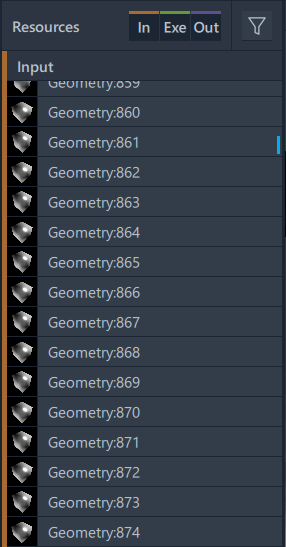 Resources In Exe Out
Input
Geometry:859
Geometry:860
Geometry:861
Geometry:862
Geometry:863
Geometry:864
Geometry:865
Geometry:866
Geometry:867
Geometry:868
Geometry:869
Geometry:870
Geometry:871
Geometry:872
Geometry:873
Geometry:874